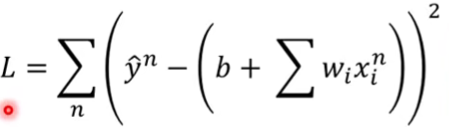 L = ∑_n (ŷ^n − (b + ∑ w_i x_i^n))^2